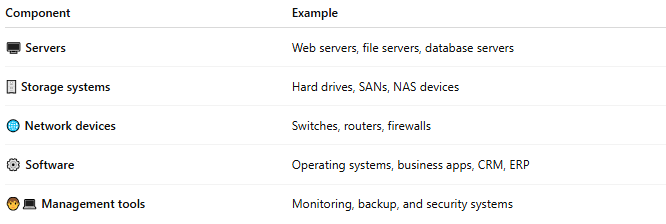 Component Example
🖥️ Servers Web servers, file servers, database servers
🗄️ Storage systems Hard drives, SANs, NAS devices
🌐 Network devices Switches, routers, firewalls
⚙️ Software Operating systems, business apps, CRM, ERP
🧑‍💻 Management tools Monitoring, backup, and security systems